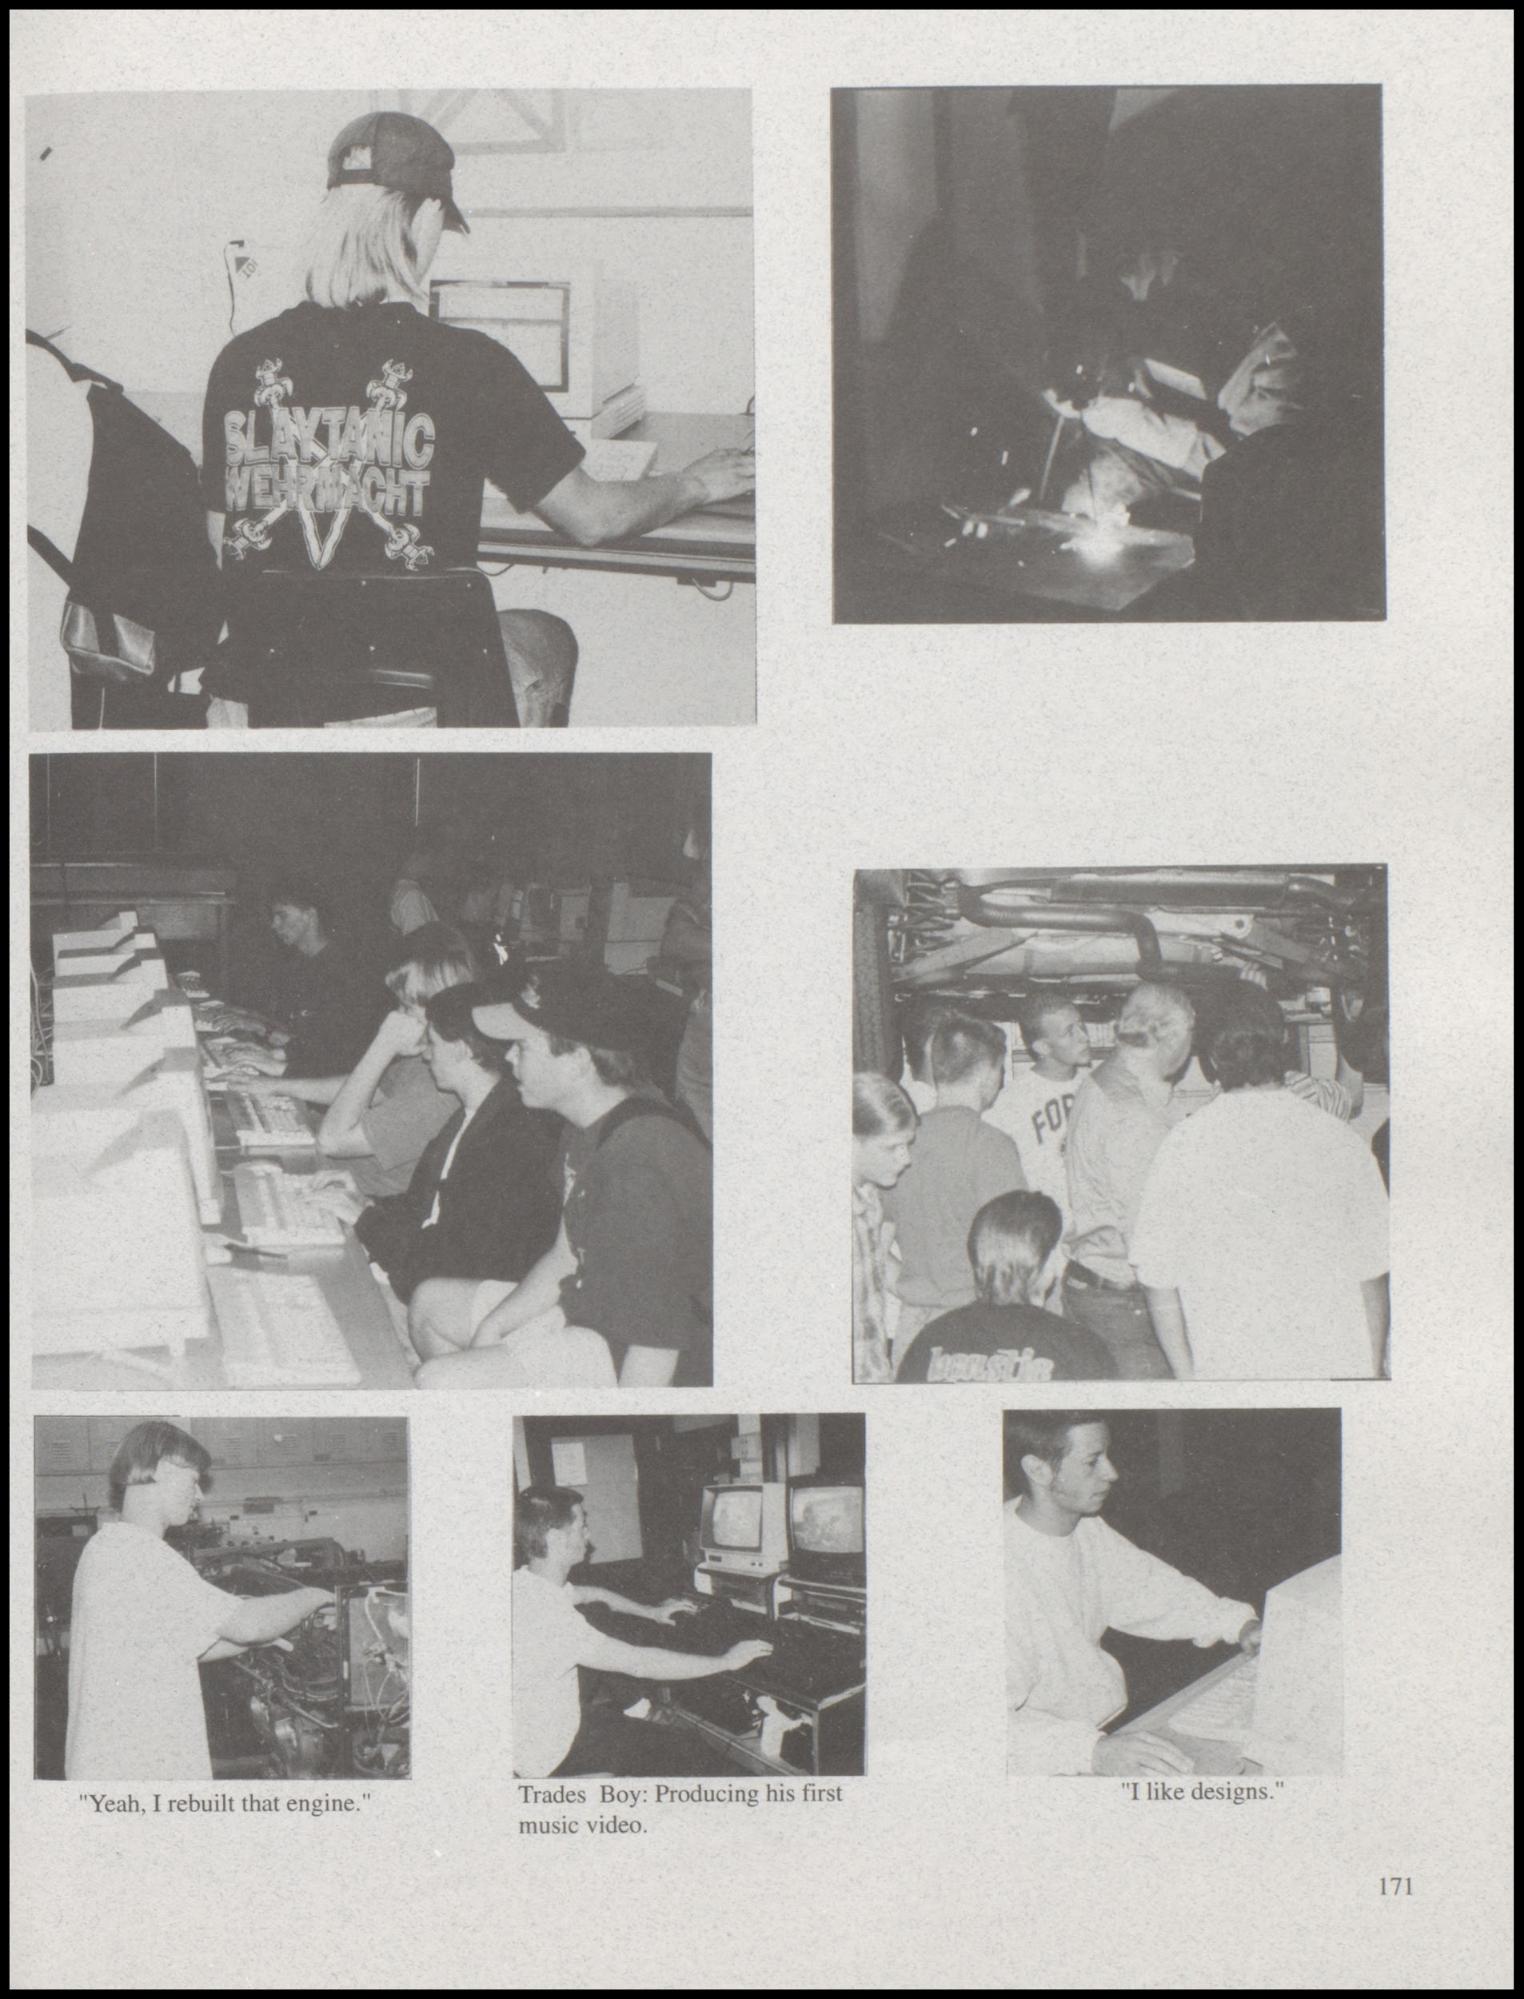 SLAYTANIC
WEHRMACHT
FOR
"Yeah, I rebuilt that engine."
Trades Boy: Producing his first
music video.
"I like designs."
171